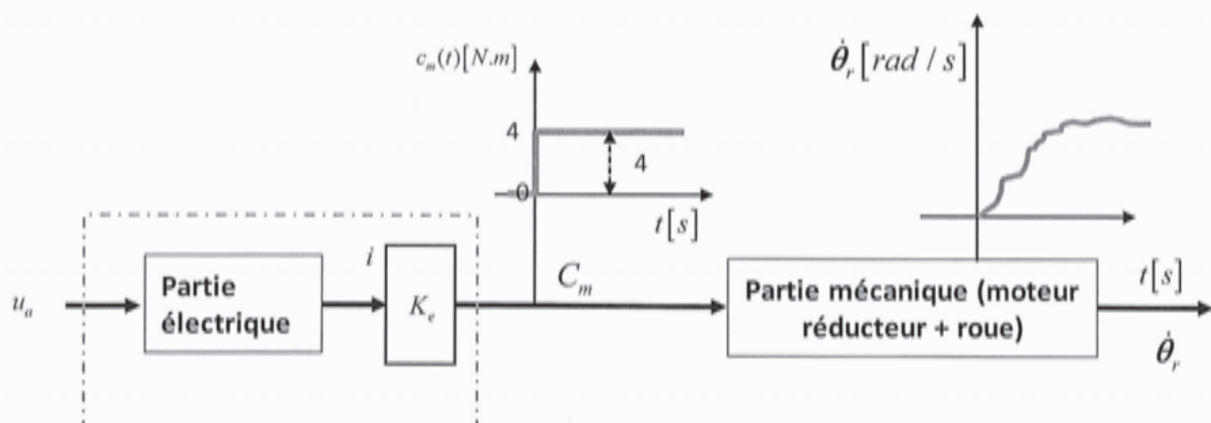 c_m(t)[N.m]
4
4
0
t[s]
θ̇_r [rad / s]
t[s]
u_a
Partie
électrique
i
K_e
C_m
Partie mécanique (moteur
réducteur + roue)
θ̇_r